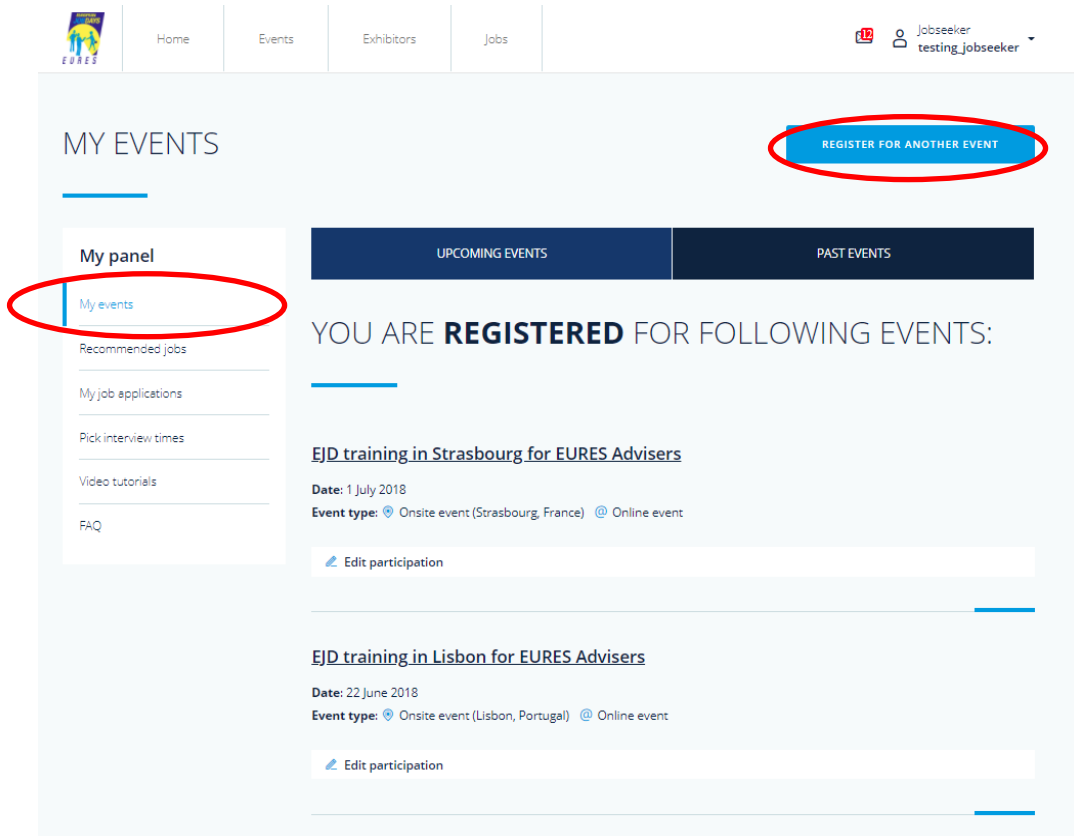 EUROPEAN
JOB DAYS
EURES
Home
Events
Exhibitors
Jobs
12
Jobseeker
testing_jobseeker
MY EVENTS
REGISTER FOR ANOTHER EVENT
My panel
My events
Recommended jobs
My job applications
Pick interview times
Video tutorials
FAQ
UPCOMING EVENTS
PAST EVENTS
YOU ARE REGISTERED FOR FOLLOWING EVENTS:
EJD training in Strasbourg for EURES Advisers
Date: 1 July 2018
Event type: Onsite event (Strasbourg, France) @ Online event
Edit participation
EJD training in Lisbon for EURES Advisers
Date: 22 June 2018
Event type: Onsite event (Lisbon, Portugal) @ Online event
Edit participation